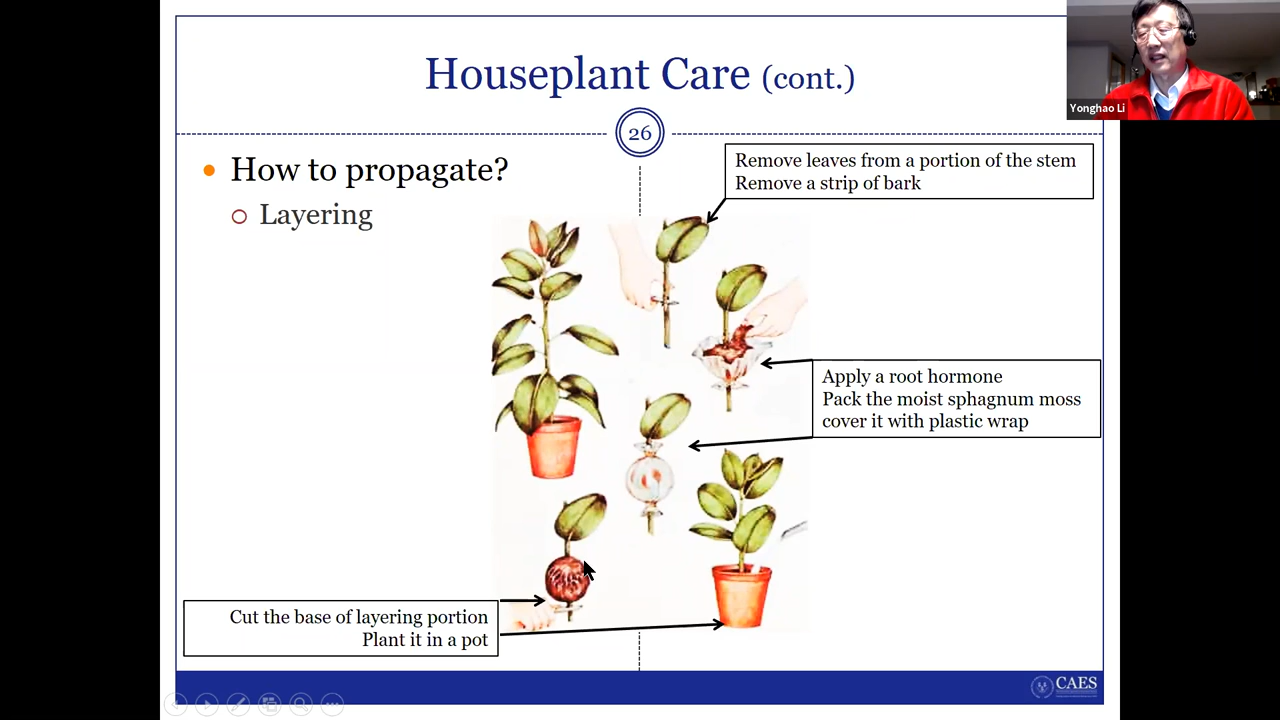 Houseplant Care (cont.)
26
How to propagate?
Layering
Remove leaves from a portion of the stem
Remove a strip of bark
Apply a root hormone
Pack the moist sphagnum moss
cover it with plastic wrap
Cut the base of layering portion
Plant it in a pot
CAES
Yonghao Li